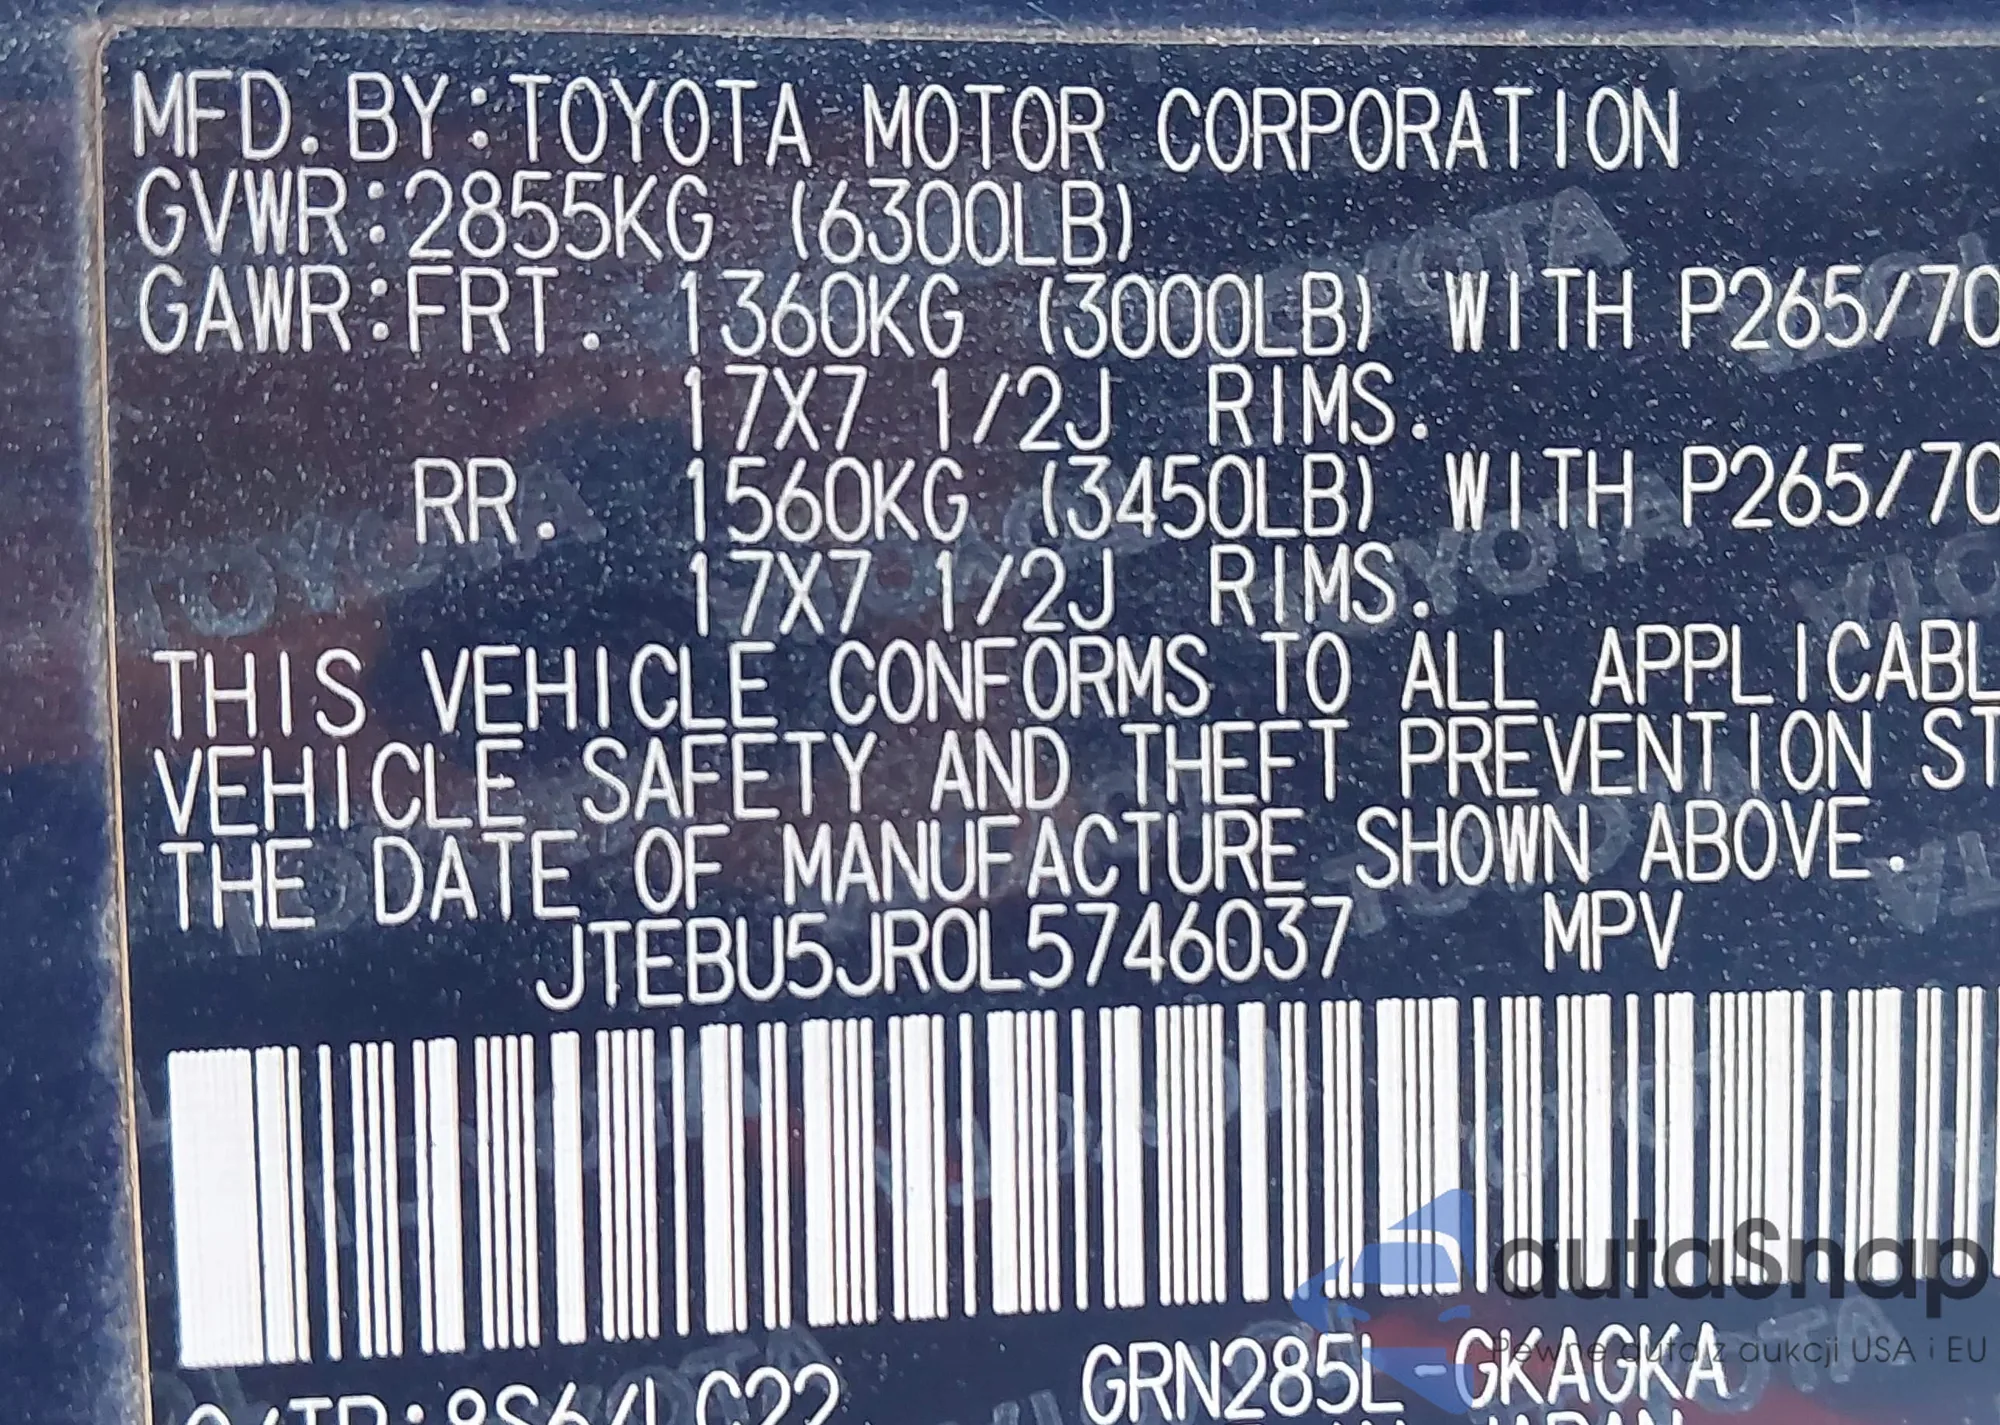 MFD. BY:TOYOTA MOTOR CORPORATION
GVWR:2855KG (6300LB)
GAWR:FRT. 1360KG (3000LB) WITH P265/70
17X7 1/2J RIMS.
RR. 1560KG (3450LB) WITH P265/70
17X7 1/2J RIMS.
THIS VEHICLE CONFORMS TO ALL APPLICABL
VEHICLE SAFETY AND THEFT PREVENTION ST
THE DATE OF MANUFACTURE SHOWN ABOVE.
JTEBU5JR0L5746037 MPV
autaSnap
Pewne auta z aukcji USA i EU
C/TR:8S6/LC22 GRN285L-GKAGKA